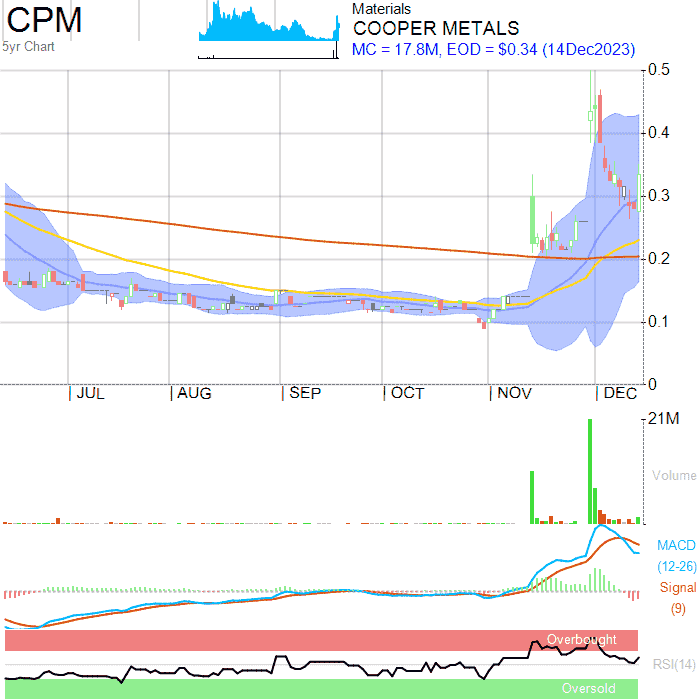 CPM
5yr Chart
Materials
COOPER METALS
MC = 17.8M, EOD = $0.34 (14Dec2023)
0.5
0.4
0.3
0.2
0.1
0
JUL AUG SEP OCT NOV DEC
21M
Volume
MACD
(12-26)
Signal
(9)
Overbought
RSI(14)
Oversold